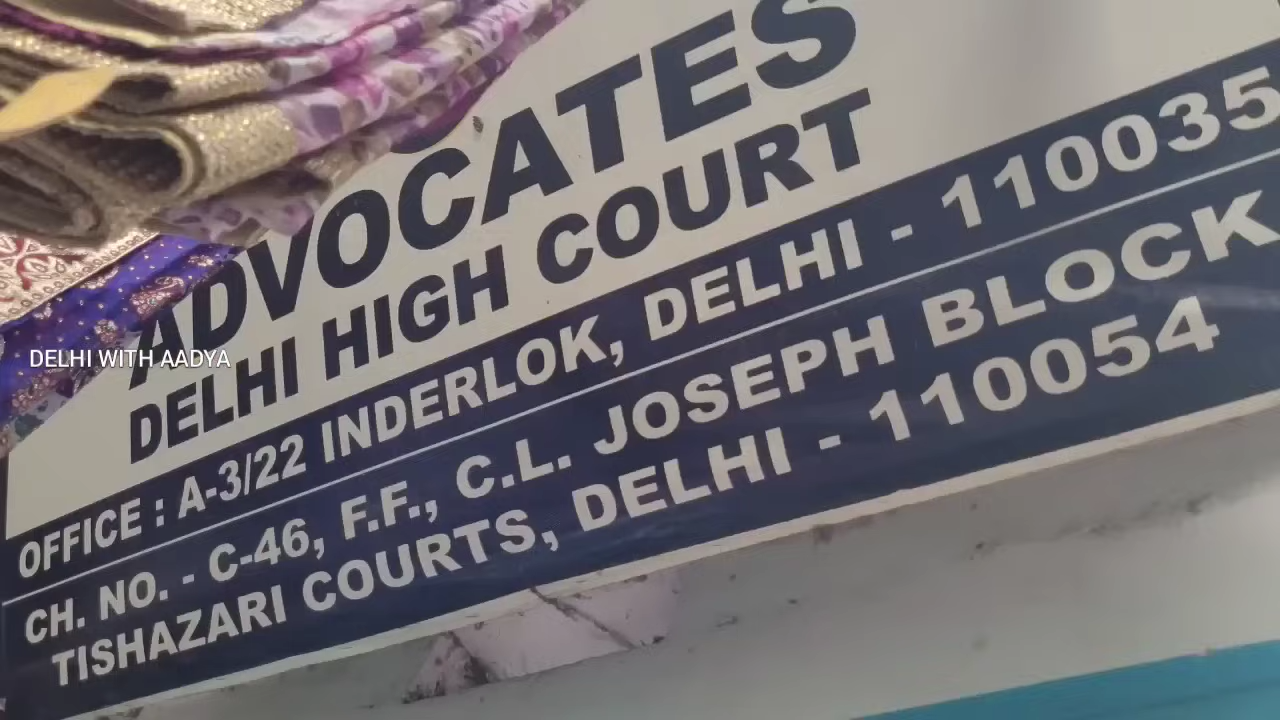 ADVOCATES
DELHI HIGH COURT
OFFICE : A-3/22 INDERLOK, DELHI - 110035
CH. NO. - C-46, F.F., C.L. JOSEPH BLOCK
TISHAZARI COURTS, DELHI - 110054
DELHI WITH AADYA